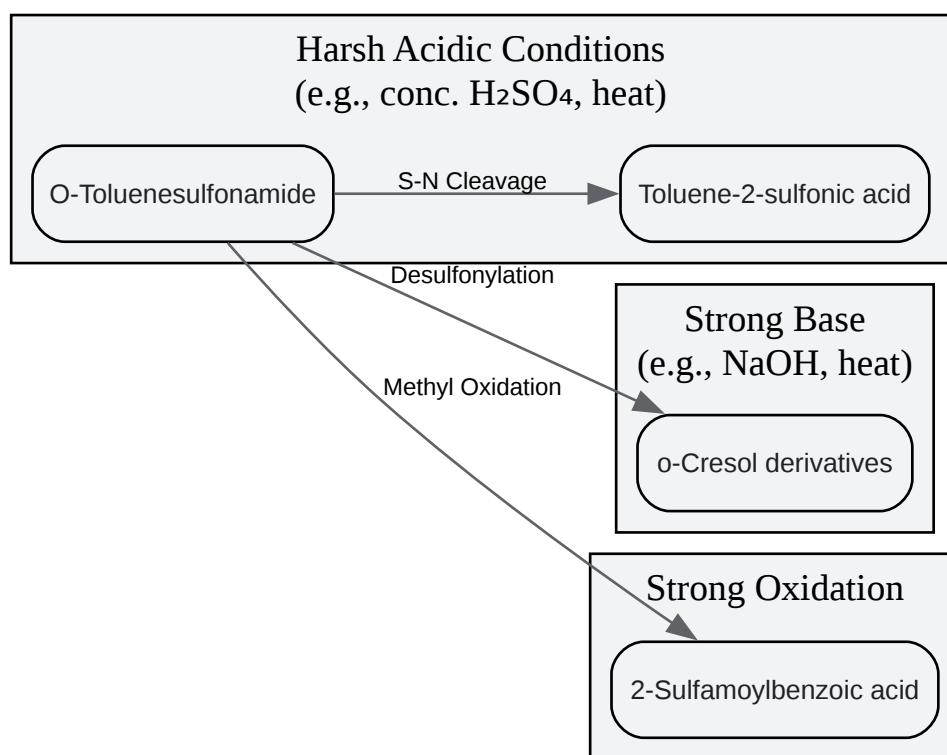 Harsh Acidic Conditions
(e.g., conc. H₂SO₄, heat)
O-Toluenesulfonamide
S-N Cleavage
Toluene-2-sulfonic acid
Desulfonylation
Strong Base
(e.g., NaOH, heat)
Methyl Oxidation
o-Cresol derivatives
Strong Oxidation
2-Sulfamoylbenzoic acid